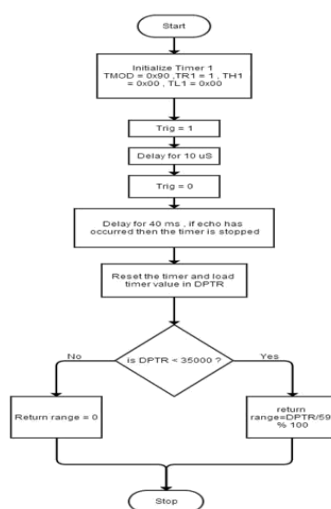 Start
Initialize Timer 1
TMOD = 0x90 ,TR1 = 1 , TH1
= 0x00 , TL1 = 0x00
Trig = 1
Delay for 10 uS
Trig = 0
Delay for 40 ms , if echo has
occurred then the timer is stopped
Reset the timer and load
timer value in DPTR
is DPTR < 35000 ?
No
Yes
Return range = 0
return
range=DPTR/59
% 100
Stop